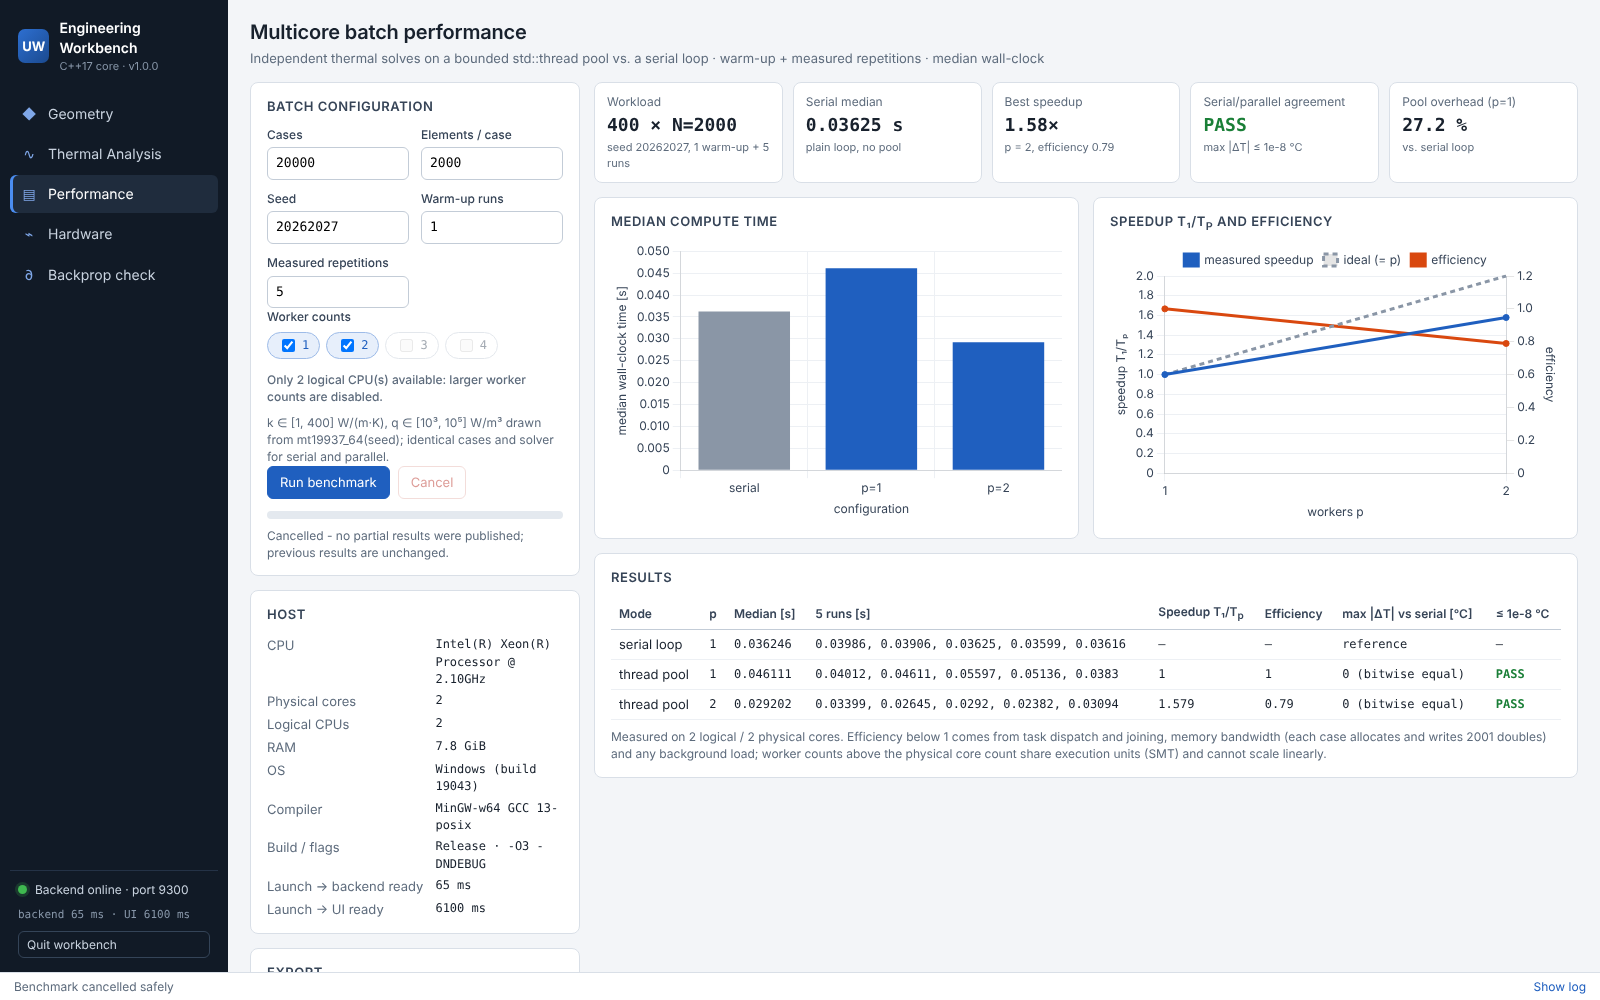 UW
Engineering
Workbench
C++17 core · v1.0.0
Geometry
Thermal Analysis
Performance
Hardware
∂ Backprop check
Backend online · port 9300
backend 65 ms · UI 6100 ms
Quit workbench
Multicore batch performance
Independent thermal solves on a bounded std::thread pool vs. a serial loop · warm-up + measured repetitions · median wall-clock
BATCH CONFIGURATION
Cases
Elements / case
20000
2000
Seed
Warm-up runs
20262027
1
Measured repetitions
5
Worker counts
1 2 3 4
Only 2 logical CPU(s) available: larger worker
counts are disabled.
k ∈ [1, 400] W/(m·K), q ∈ [10³, 10⁵] W/m³ drawn
from mt19937_64(seed); identical cases and solver
for serial and parallel.
Run benchmark
Cancel
Cancelled - no partial results were published;
previous results are unchanged.
HOST
CPU Intel(R) Xeon(R)
Processor @
2.10GHz
Physical cores 2
Logical CPUs 2
RAM 7.8 GiB
OS Windows (build
19043)
Compiler MinGW-w64 GCC 13-
posix
Build / flags Release · -O3 -
DNDEBUG
Launch → backend ready 65 ms
Launch → UI ready 6100 ms
EXPORT
Workload
400 × N=2000
seed 20262027, 1 warm-up + 5
runs
Serial median
0.03625 s
plain loop, no pool
Best speedup
1.58×
p = 2, efficiency 0.79
Serial/parallel agreement
PASS
max |ΔT| ≤ 1e-8 °C
Pool overhead (p=1)
27.2 %
vs. serial loop
MEDIAN COMPUTE TIME
median wall-clock time [s]
0.050
0.045
0.040
0.035
0.030
0.025
0.020
0.015
0.010
0.005
0
serial p=1 p=2
configuration
SPEEDUP T₁/Tₚ AND EFFICIENCY
measured speedup ideal (= p) efficiency
speedup T₁/Tₚ
2.0
1.8
1.6
1.4
1.2
1.0
0.8
0.6
0.4
0.2
0
1.2
1.0
0.8
0.6
0.4
0.2
0
efficiency
1 2
workers p
RESULTS
Mode p Median [s] 5 runs [s] Speedup T₁/Tₚ Efficiency max |ΔT| vs serial [°C] ≤ 1e-8 °C
serial loop 1 0.036246 0.03986, 0.03906, 0.03625, 0.03599, 0.03616 — — reference —
thread pool 1 0.046111 0.04012, 0.04611, 0.05597, 0.05136, 0.0383 1 1 0 (bitwise equal) PASS
thread pool 2 0.029202 0.03399, 0.02645, 0.0292, 0.02382, 0.03094 1.579 0.79 0 (bitwise equal) PASS
Measured on 2 logical / 2 physical cores. Efficiency below 1 comes from task dispatch and joining, memory bandwidth (each case allocates and writes 2001 doubles)
and any background load; worker counts above the physical core count share execution units (SMT) and cannot scale linearly.
Benchmark cancelled safely
Show log